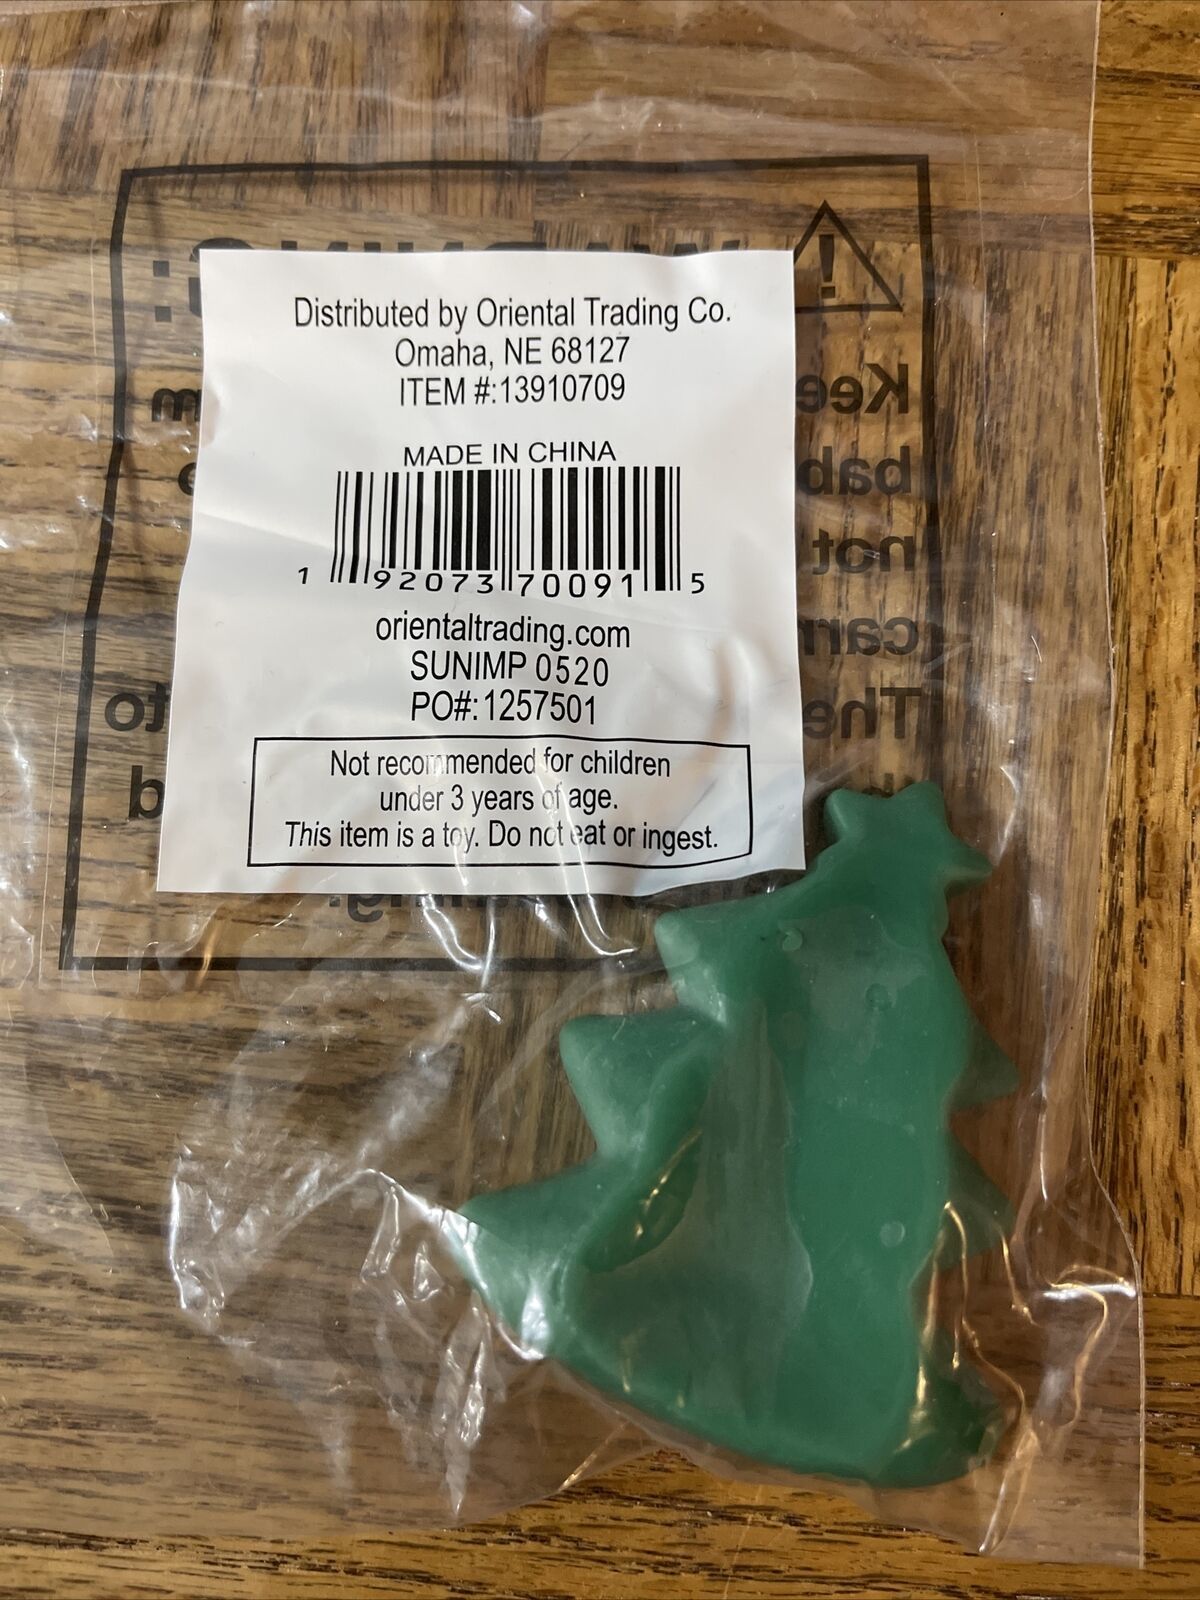 Distributed by Oriental Trading Co.
Omaha, NE 68127
ITEM #:13910709
MADE IN CHINA
1 92073 70091 5
orientaltrading.com
SUNIMP 0520
PO#:1257501
Not recommended for children
under 3 years of age.
This item is a toy. Do not eat or ingest.
not